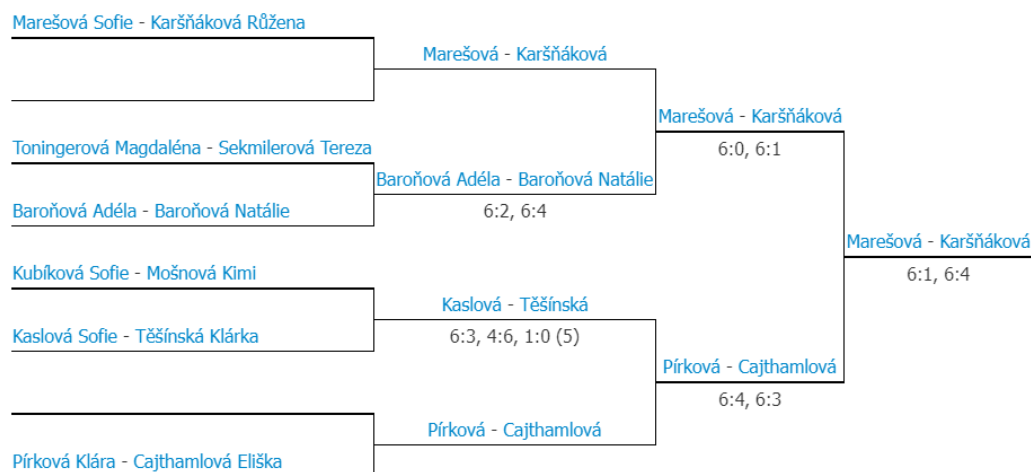 Marešová Sofie - Karšňáková Růžena
Marešová - Karšňáková
Marešová - Karšňáková
6:0, 6:1
Toningerová Magdaléna - Sekmilerová Tereza
Baroňová Adéla - Baroňová Natálie
6:2, 6:4
Baroňová Adéla - Baroňová Natálie
Marešová - Karšňáková
6:1, 6:4
Kubíková Sofie - Mošnová Kimi
Kaslová - Těšínská
6:3, 4:6, 1:0 (5)
Kaslová Sofie - Těšínská Klárka
Pírková - Cajthamlová
6:4, 6:3
Pírková - Cajthamlová
Pírková Klára - Cajthamlová Eliška